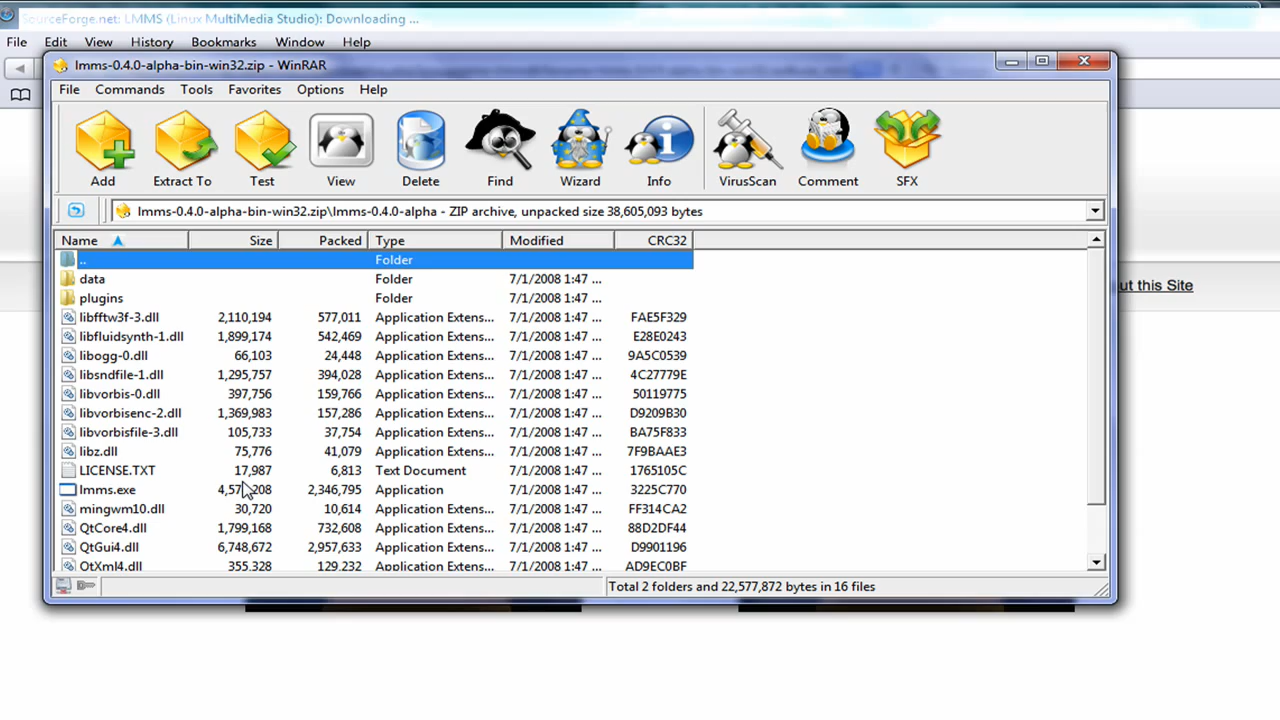 SourceForge.net: LMMS (Linux MultiMedia Studio): Downloading ...
File Edit View History Bookmarks Window Help
lmms-0.4.0-alpha-bin-win32.zip - WinRAR
File Commands Tools Favorites Options Help
Add Extract To Test View Delete Find Wizard Info VirusScan Comment SFX
lmms-0.4.0-alpha-bin-win32.zip\lmms-0.4.0-alpha - ZIP archive, unpacked size 38,605,093 bytes
Name Size Packed Type Modified CRC32
.. Folder
data Folder 7/1/2008 1:47 ...
plugins Folder 7/1/2008 1:47 ...
libfftw3f-3.dll 2,110,194 577,011 Application Extens... 7/1/2008 1:47 ... FAE5F329
libfluidsynth-1.dll 1,899,174 542,469 Application Extens... 7/1/2008 1:47 ... E28E0243
libogg-0.dll 66,103 24,448 Application Extens... 7/1/2008 1:47 ... 9A5C0539
libsndfile-1.dll 1,295,757 394,028 Application Extens... 7/1/2008 1:47 ... 4C27779E
libvorbis-0.dll 397,756 159,766 Application Extens... 7/1/2008 1:47 ... 50119775
libvorbisenc-2.dll 1,369,983 157,286 Application Extens... 7/1/2008 1:47 ... D9209B30
libvorbisfile-3.dll 105,733 37,754 Application Extens... 7/1/2008 1:47 ... BA75F833
libz.dll 75,776 41,079 Application Extens... 7/1/2008 1:47 ... 7F9BAAE3
LICENSE.TXT 17,987 6,813 Text Document 7/1/2008 1:47 ... 1765105C
lmms.exe 2,346,795 Application 7/1/2008 1:47 ... 3225C770
mingwm10.dll 30,720 10,614 Application Extens... 7/1/2008 1:47 ... FF314CA2
QtCore4.dll 1,799,168 732,608 Application Extens... 7/1/2008 1:47 ... 88D2DF44
QtGui4.dll 6,748,672 2,957,633 Application Extens... 7/1/2008 1:47 ... D9901196
QtXml4.dll 355,328 129,232 Application Extens... 7/1/2008 1:47 ... AD9EC0BF
Total 2 folders and 22,577,872 bytes in 16 files
ut this Site